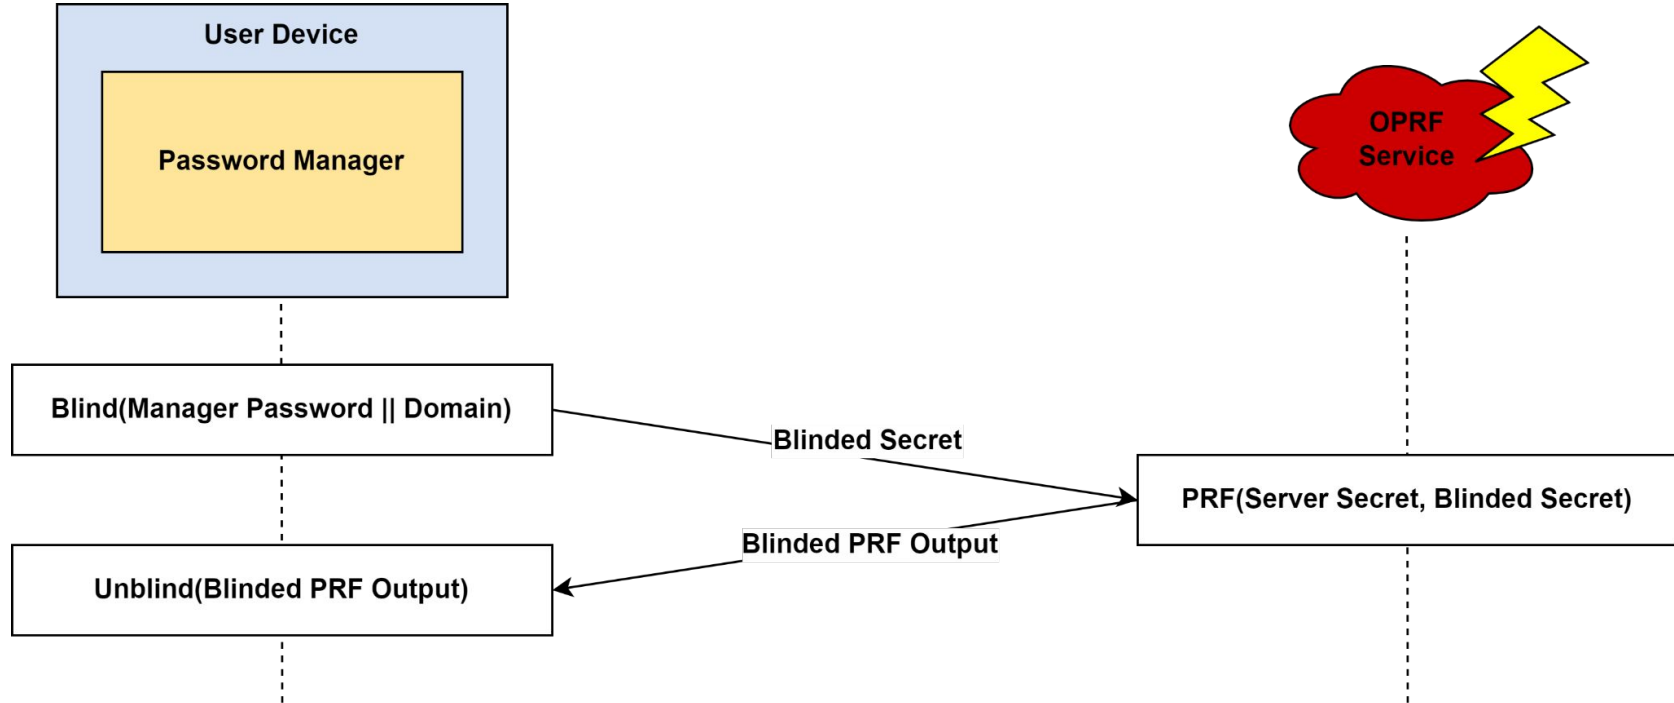 User Device
Password Manager
OPRF
Service
Blind(Manager Password || Domain)
Blinded Secret
PRF(Server Secret, Blinded Secret)
Blinded PRF Output
Unblind(Blinded PRF Output)